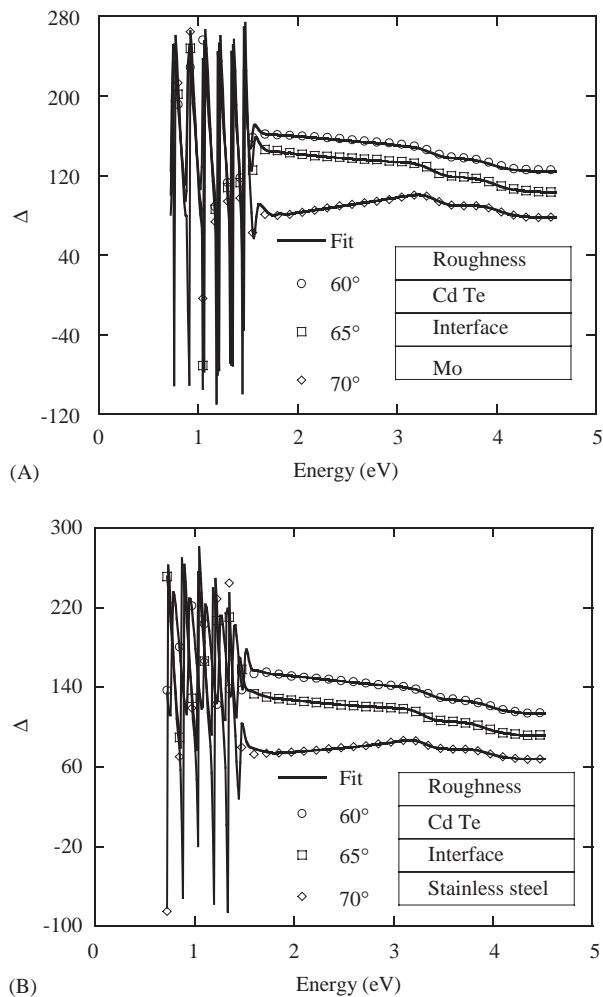 280
200
120
40
-40
-120
Δ
0
1
2
3
4
5
Energy (eV)
(A)
Fit
60°
65°
70°
Roughness
Cd Te
Interface
Mo
300
220
140
60
-20
-100
Δ
0
1
2
3
4
5
Energy (eV)
(B)
Fit
60°
65°
70°
Roughness
Cd Te
Interface
Stainless steel